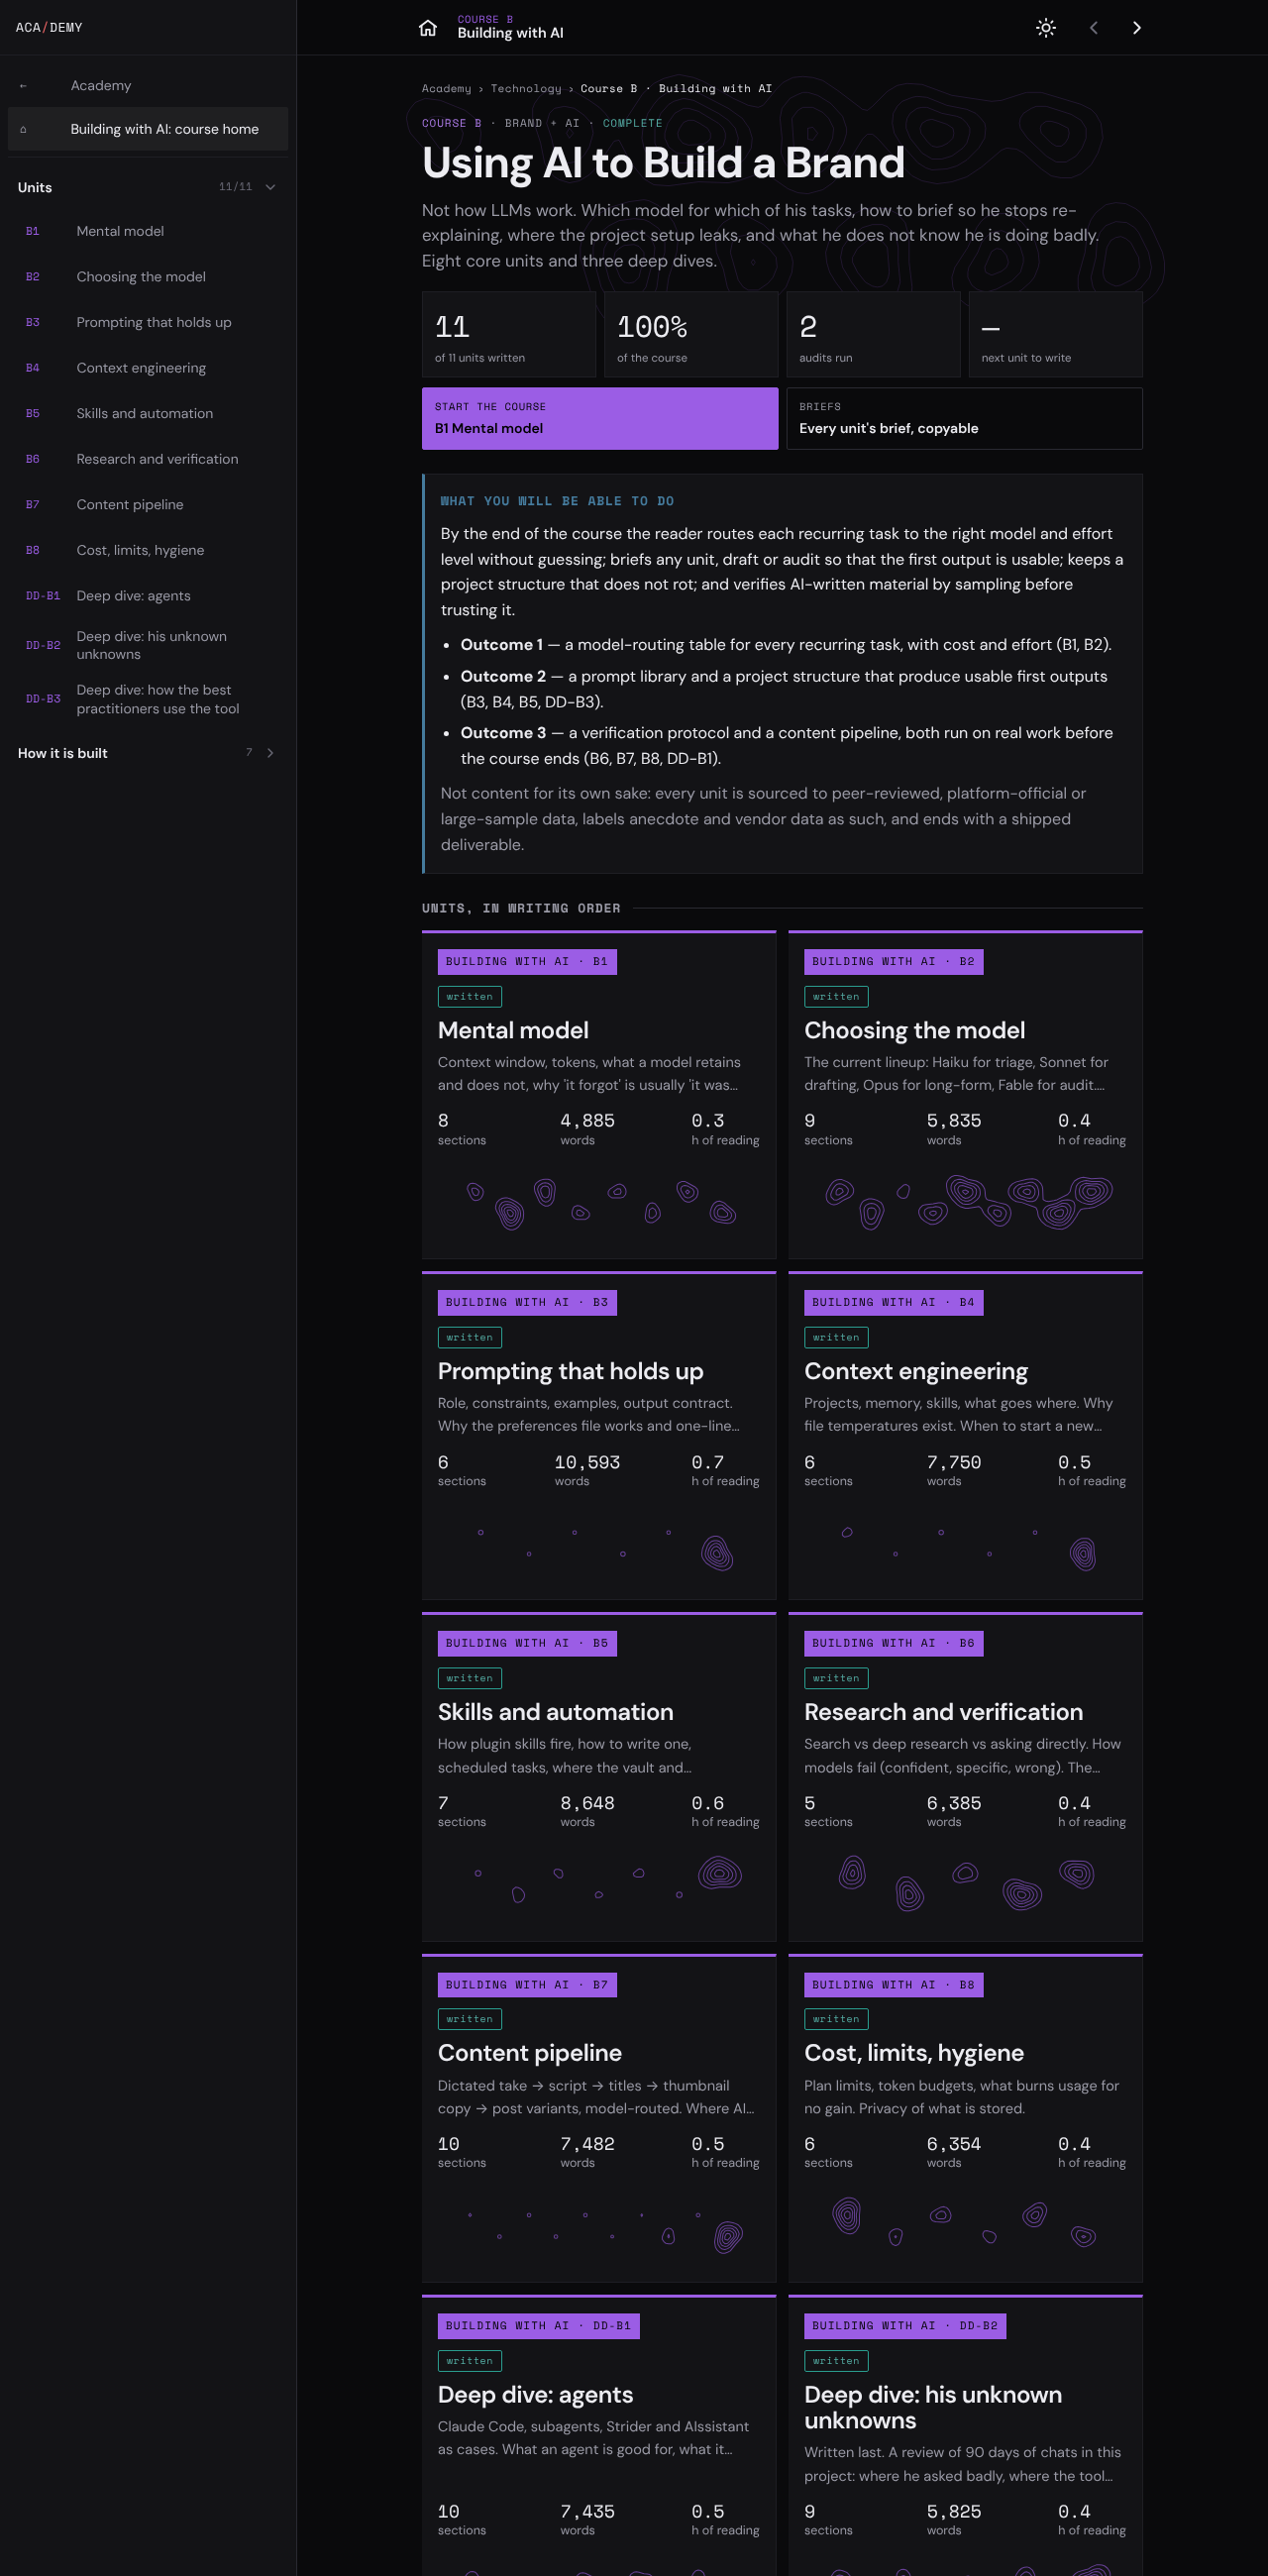 ACA/DEMY
← Academy
⌂ Building with AI: course home
Units 11/11
B1 Mental model
B2 Choosing the model
B3 Prompting that holds up
B4 Context engineering
B5 Skills and automation
B6 Research and verification
B7 Content pipeline
B8 Cost, limits, hygiene
DD-B1 Deep dive: agents
DD-B2 Deep dive: his unknown
unknowns
DD-B3 Deep dive: how the best
practitioners use the tool
How it is built 7
COURSE B
Building with AI
Academy › Technology › Course B · Building with AI
COURSE B · BRAND + AI · COMPLETE
Using AI to Build a Brand
Not how LLMs work. Which model for which of his tasks, how to brief so he stops re-
explaining, where the project setup leaks, and what he does not know he is doing badly.
Eight core units and three deep dives.
11
of 11 units written
100%
of the course
2
audits run
—
next unit to write
START THE COURSE
B1 Mental model
BRIEFS
Every unit's brief, copyable
WHAT YOU WILL BE ABLE TO DO
By the end of the course the reader routes each recurring task to the right model and effort
level without guessing; briefs any unit, draft or audit so that the first output is usable; keeps a
project structure that does not rot; and verifies AI-written material by sampling before
trusting it.
• Outcome 1 — a model-routing table for every recurring task, with cost and effort (B1, B2).
• Outcome 2 — a prompt library and a project structure that produce usable first outputs
(B3, B4, B5, DD-B3).
• Outcome 3 — a verification protocol and a content pipeline, both run on real work before
the course ends (B6, B7, B8, DD-B1).
Not content for its own sake: every unit is sourced to peer-reviewed, platform-official or
large-sample data, labels anecdote and vendor data as such, and ends with a shipped
deliverable.
UNITS, IN WRITING ORDER
BUILDING WITH AI · B1
written
Mental model
Context window, tokens, what a model retains
and does not, why 'it forgot' is usually 'it was…
8 4,885 0.3
sections words h of reading
BUILDING WITH AI · B2
written
Choosing the model
The current lineup: Haiku for triage, Sonnet for
drafting, Opus for long-form, Fable for audit.…
9 5,835 0.4
sections words h of reading
BUILDING WITH AI · B3
written
Prompting that holds up
Role, constraints, examples, output contract.
Why the preferences file works and one-line…
6 10,593 0.7
sections words h of reading
BUILDING WITH AI · B4
written
Context engineering
Projects, memory, skills, what goes where. Why
file temperatures exist. When to start a new…
6 7,750 0.5
sections words h of reading
BUILDING WITH AI · B5
written
Skills and automation
How plugin skills fire, how to write one,
scheduled tasks, where the vault and…
7 8,648 0.6
sections words h of reading
BUILDING WITH AI · B6
written
Research and verification
Search vs deep research vs asking directly. How
models fail (confident, specific, wrong). The…
5 6,385 0.4
sections words h of reading
BUILDING WITH AI · B7
written
Content pipeline
Dictated take → script → titles → thumbnail
copy → post variants, model-routed. Where AI…
10 7,482 0.5
sections words h of reading
BUILDING WITH AI · B8
written
Cost, limits, hygiene
Plan limits, token budgets, what burns usage for
no gain. Privacy of what is stored.
6 6,354 0.4
sections words h of reading
BUILDING WITH AI · DD-B1
written
Deep dive: agents
Claude Code, subagents, Strider and AIssistant
as cases. What an agent is good for, what it…
10 7,435 0.5
sections words h of reading
BUILDING WITH AI · DD-B2
written
Deep dive: his unknown
unknowns
Written last. A review of 90 days of chats in this
project: where he asked badly, where the tool…
9 5,825 0.4
sections words h of reading